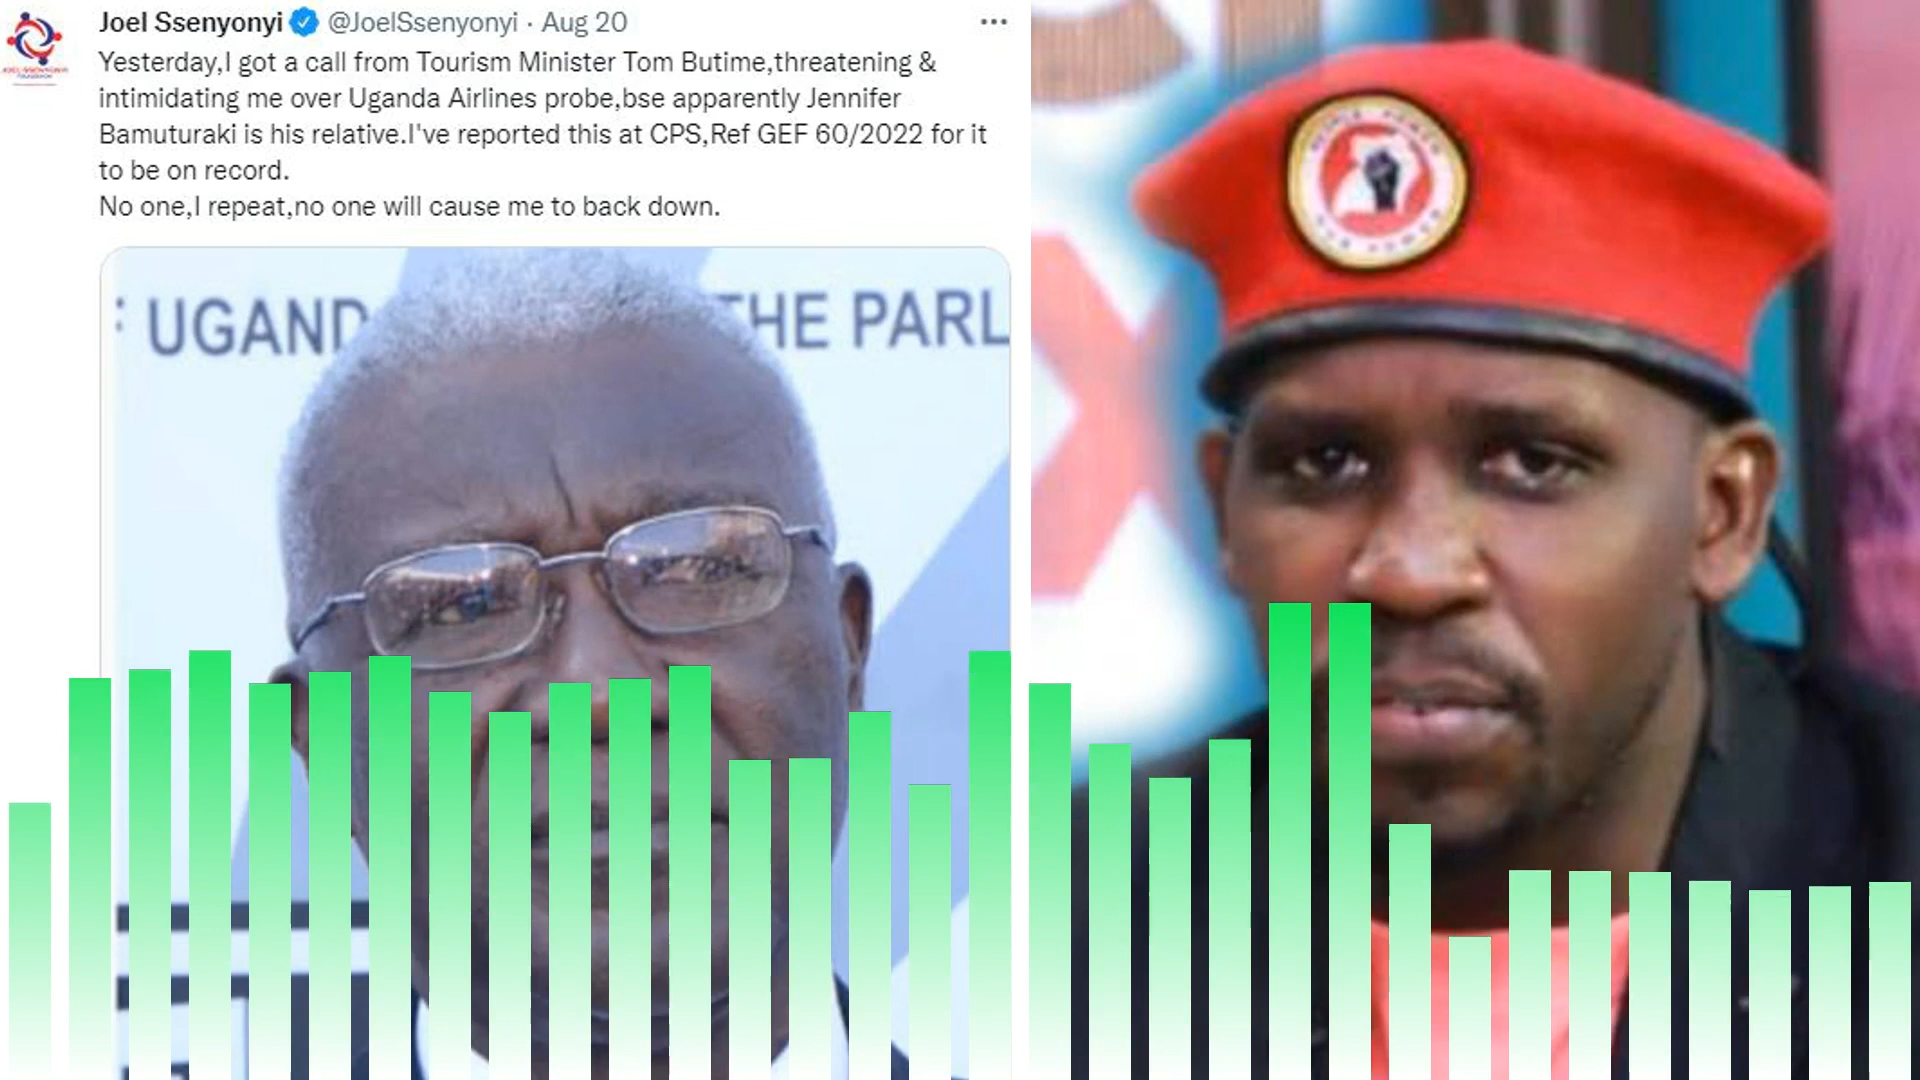 Joel Ssenyonyi @JoelSsenyonyi · Aug 20
Yesterday,I got a call from Tourism Minister Tom Butime,threatening &
intimidating me over Uganda Airlines probe,bse apparently Jennifer
Bamuturaki is his relative.I've reported this at CPS,Ref GEF 60/2022 for it
to be on record.
No one,I repeat,no one will cause me to back down.
UGAND THE PARL